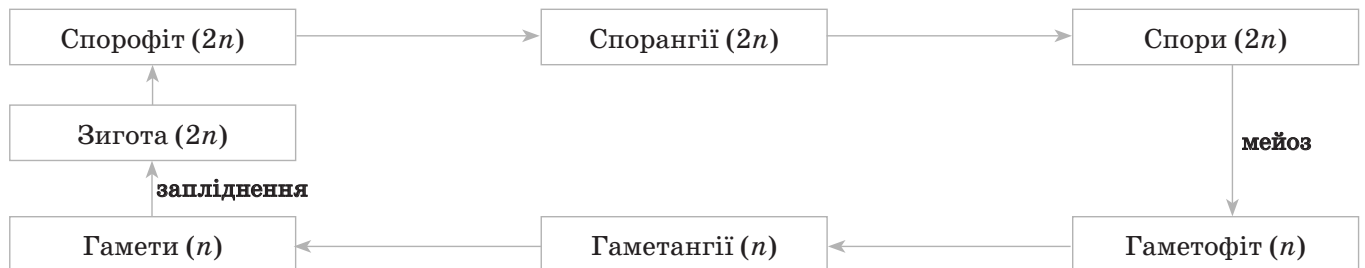 Спорофіт (2n)
Спорангії (2n)
Спори (2n)
Зигота (2n)
мейоз
запліднення
Гамети (n)
Гаметангії (n)
Гаметофіт (n)